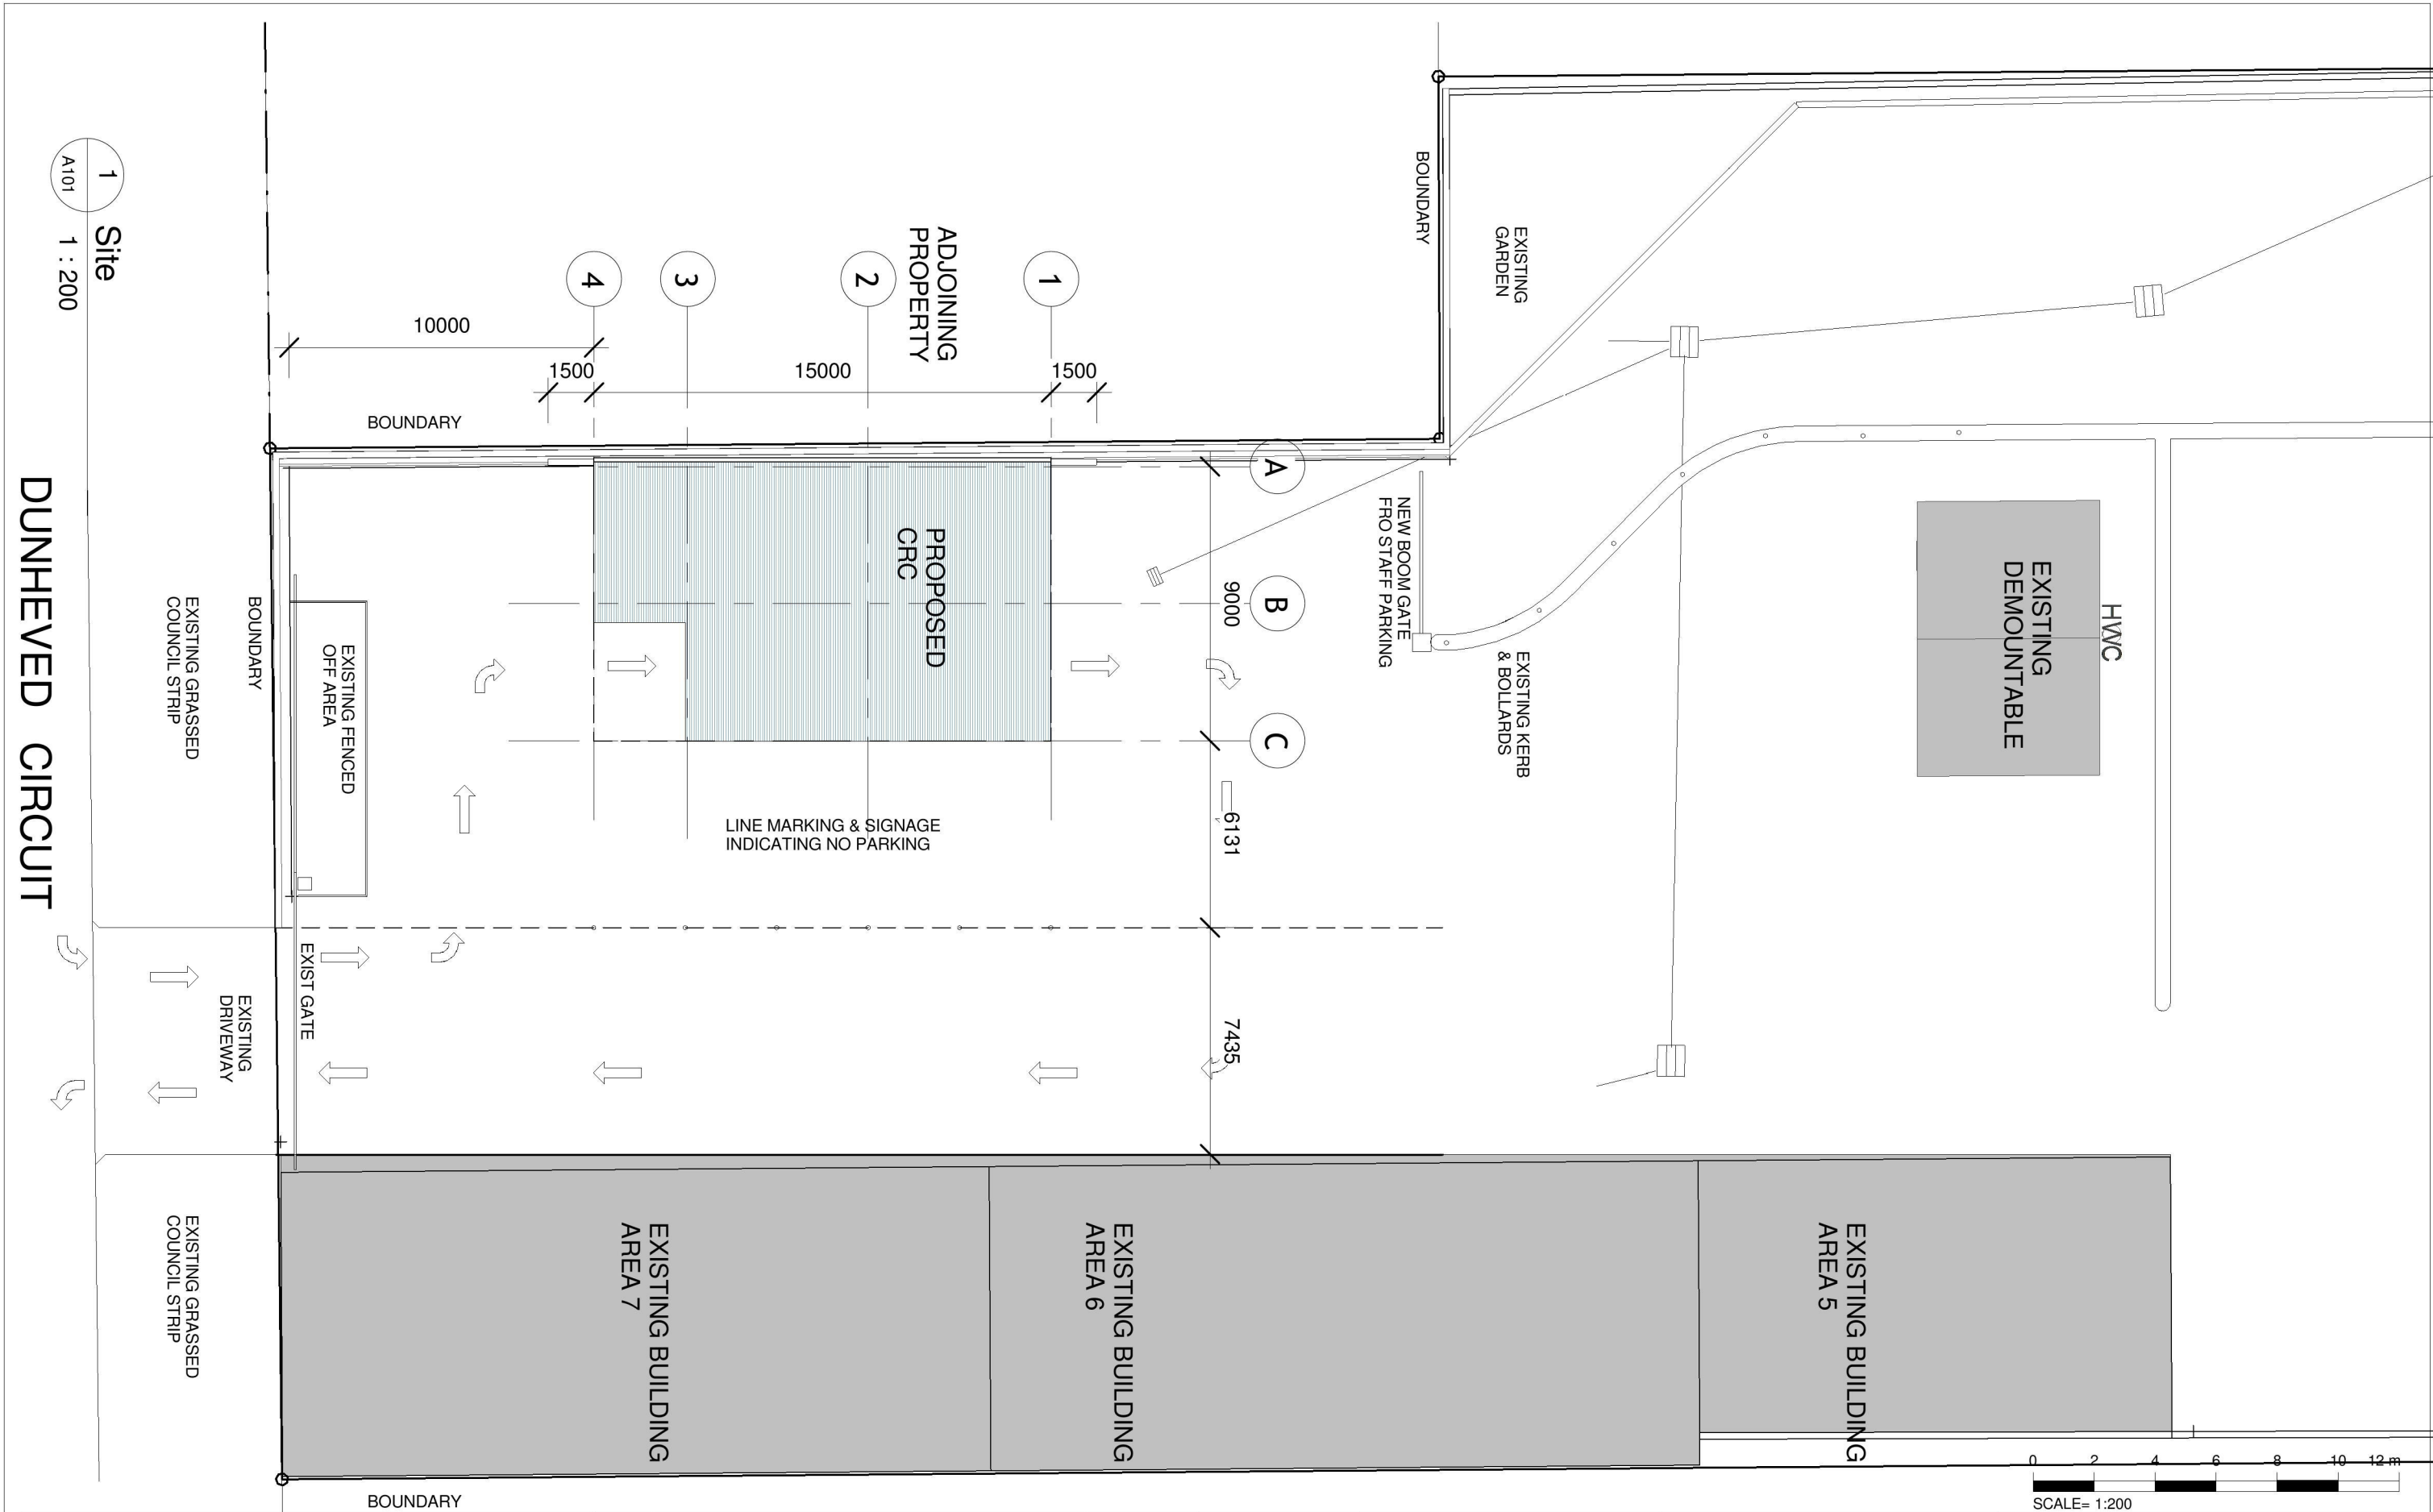 1
A101
Site
1 : 200
DUNHEVED CIRCUIT
EXISTING GRASSED
COUNCIL STRIP
BOUNDARY
EXISTING
DRIVEWAY
EXISTING GRASSED
COUNCIL STRIP
EXIST GATE
EXISTING FENCED
OFF AREA
BOUNDARY
10000
1500
15000
1500
4
3
2
1
ADJOINING
PROPERTY
PROPOSED
CRC
LINE MARKING & SIGNAGE
INDICATING NO PARKING
A
B
C
9000
6131
7435
BOUNDARY
NEW BOOM GATE
FRO STAFF PARKING
EXISTING
GARDEN
EXISTING KERB
& BOLLARDS
EXISTING
DEMOUNTABLE
HWC
EXISTING BUILDING
AREA 7
EXISTING BUILDING
AREA 6
EXISTING BUILDING
AREA 5
BOUNDARY
0 2 4 6 8 10 12 m
SCALE= 1:200